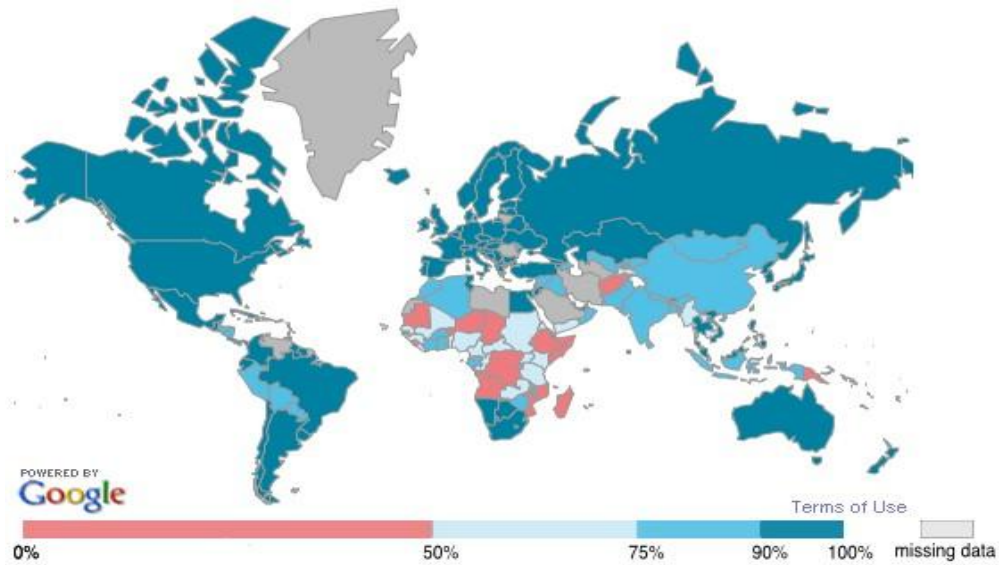 POWERED BY
Google
Terms of Use
0%
50%
75%
90%
100%
missing data